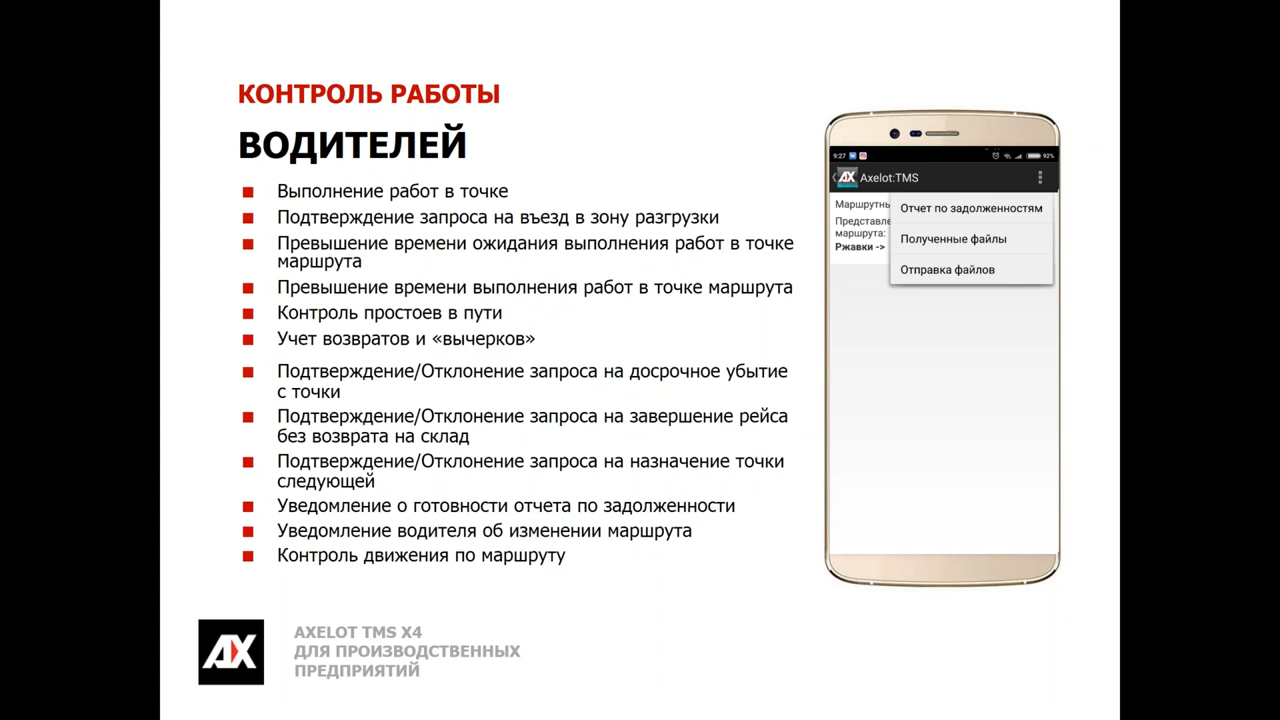 КОНТРОЛЬ РАБОТЫ
ВОДИТЕЛЕЙ
Выполнение работ в точке
Подтверждение запроса на въезд в зону разгрузки
Превышение времени ожидания выполнения работ в точке
маршрута
Превышение времени выполнения работ в точке маршрута
Контроль простоев в пути
Учет возвратов и «вычерков»
Подтверждение/Отклонение запроса на досрочное убытие
с точки
Подтверждение/Отклонение запроса на завершение рейса
без возврата на склад
Подтверждение/Отклонение запроса на назначение точки
следующей
Уведомление о готовности отчета по задолженности
Уведомление водителя об изменении маршрута
Контроль движения по маршруту
9:27 92%
AX Axelot:TMS
Маршрутнь
Представле
маршрута:
Ржавки ->
Отчет по задолженностям
Полученные файлы
Отправка файлов
AX
AXELOT TMS X4
ДЛЯ ПРОИЗВОДСТВЕННЫХ
ПРЕДПРИЯТИЙ